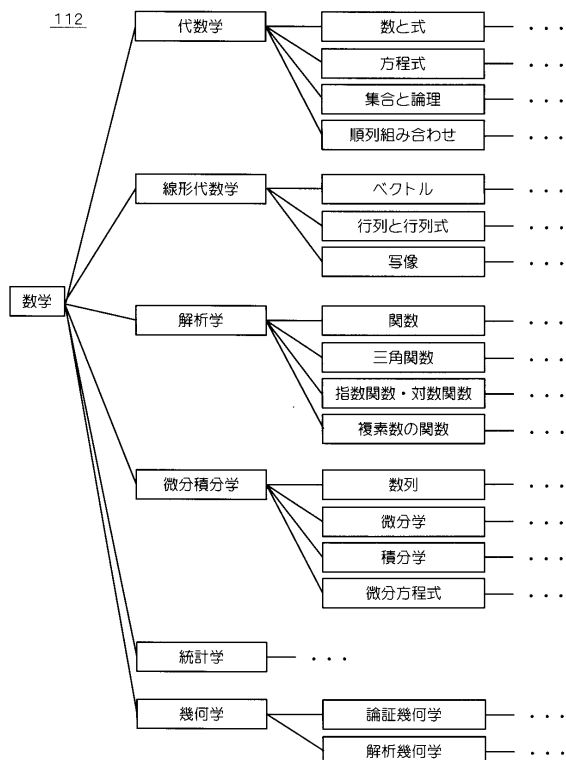 112
代数学
数と式
・・・
方程式
・・・
集合と論理
・・・
順列組み合わせ
・・・
線形代数学
ベクトル
・・・
行列と行列式
・・・
写像
・・・
数学
解析学
関数
・・・
三角関数
・・・
指数関数・対数関数
・・・
複素数の関数
・・・
微分積分学
数列
・・・
微分学
・・・
積分学
・・・
微分方程式
・・・
統計学
・・・
幾何学
論証幾何学
・・・
解析幾何学
・・・